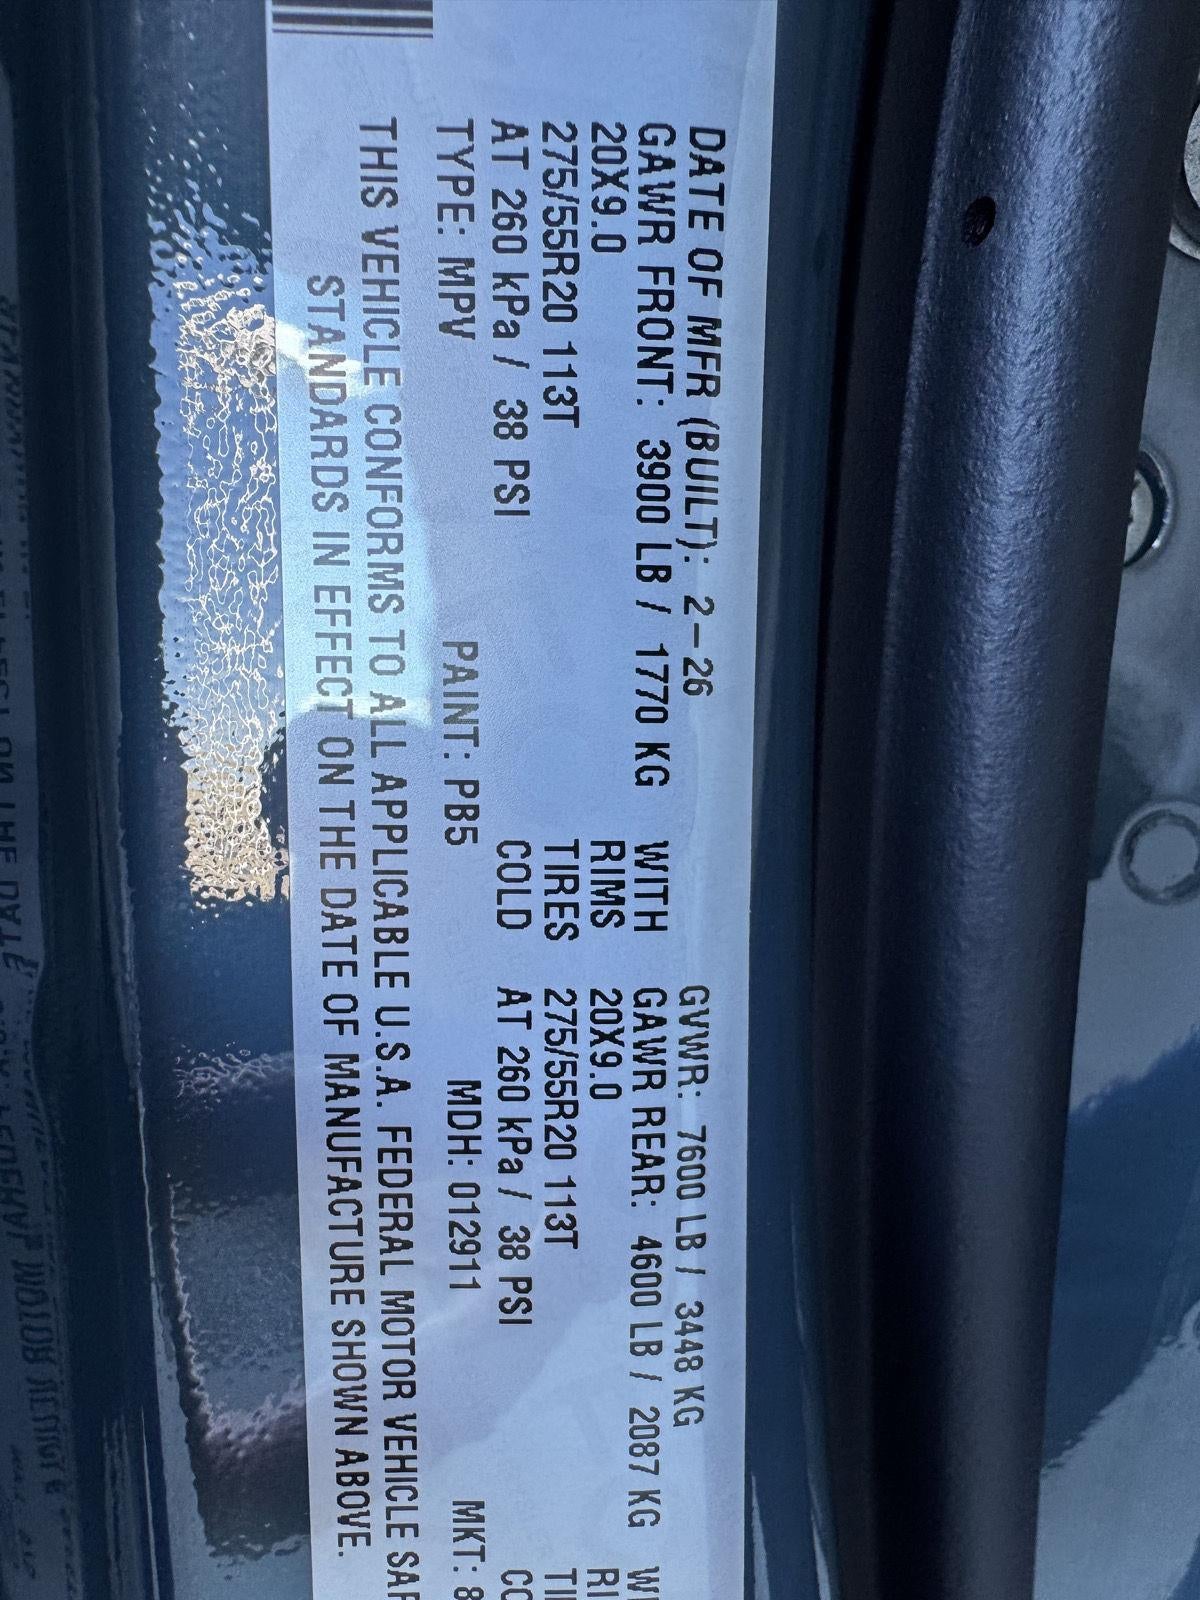 DATE OF MFR (BUILT): 2-26 GVWR: 7600 LB / 3448 KG
GAWR FRONT: 3900 LB / 1770 KG WITH GAWR REAR: 4600 LB / 2087 KG
20X9.0 RIMS 20X9.0
275/55R20 113T TIRES 275/55R20 113T
AT 260 kPa / 38 PSI COLD AT 260 kPa / 38 PSI
TYPE: MPV PAINT: PB5 MDH: 012911 MKT: 8
THIS VEHICLE CONFORMS TO ALL APPLICABLE U.S.A. FEDERAL MOTOR VEHICLE
STANDARDS IN EFFECT ON THE DATE OF MANUFACTURE SHOWN ABOVE.